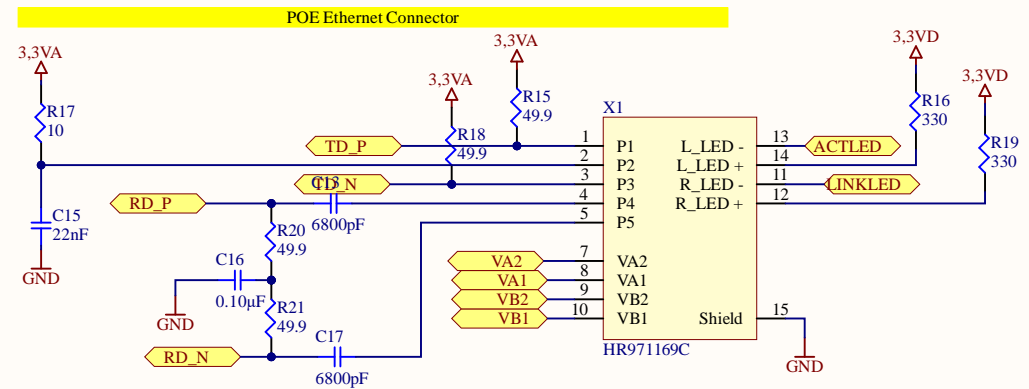 POE Ethernet Connector
3,3VA
R17
10
C15
22nF
GND
3,3VA
R15
49.9
3,3VA
R18
49.9
TD_P
TD_N
C13
6800pF
RD_P
R20
49.9
C16
0.10µF
GND
R21
49.9
RD_N
C17
6800pF
VA2
VA1
VB2
VB1
X1
1 P1
2 P2
3 P3
4 P4
5 P5
7 VA2
8 VA1
9 VB2
10 VB1
L_LED - 13
L_LED + 14
R_LED - 11
R_LED + 12
Shield 15
HR971169C
ACTLED
LINKLED
3,3VD
R16
330
3,3VD
R19
330
GND